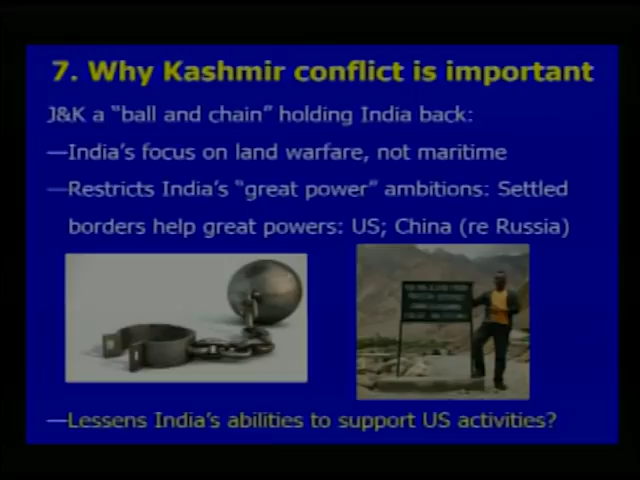 7. Why Kashmir conflict is important
J&K a “ball and chain” holding India back:
—India’s focus on land warfare, not maritime
—Restricts India’s “great power” ambitions: Settled
borders help great powers: US; China (re Russia)
—Lessens India’s abilities to support US activities?